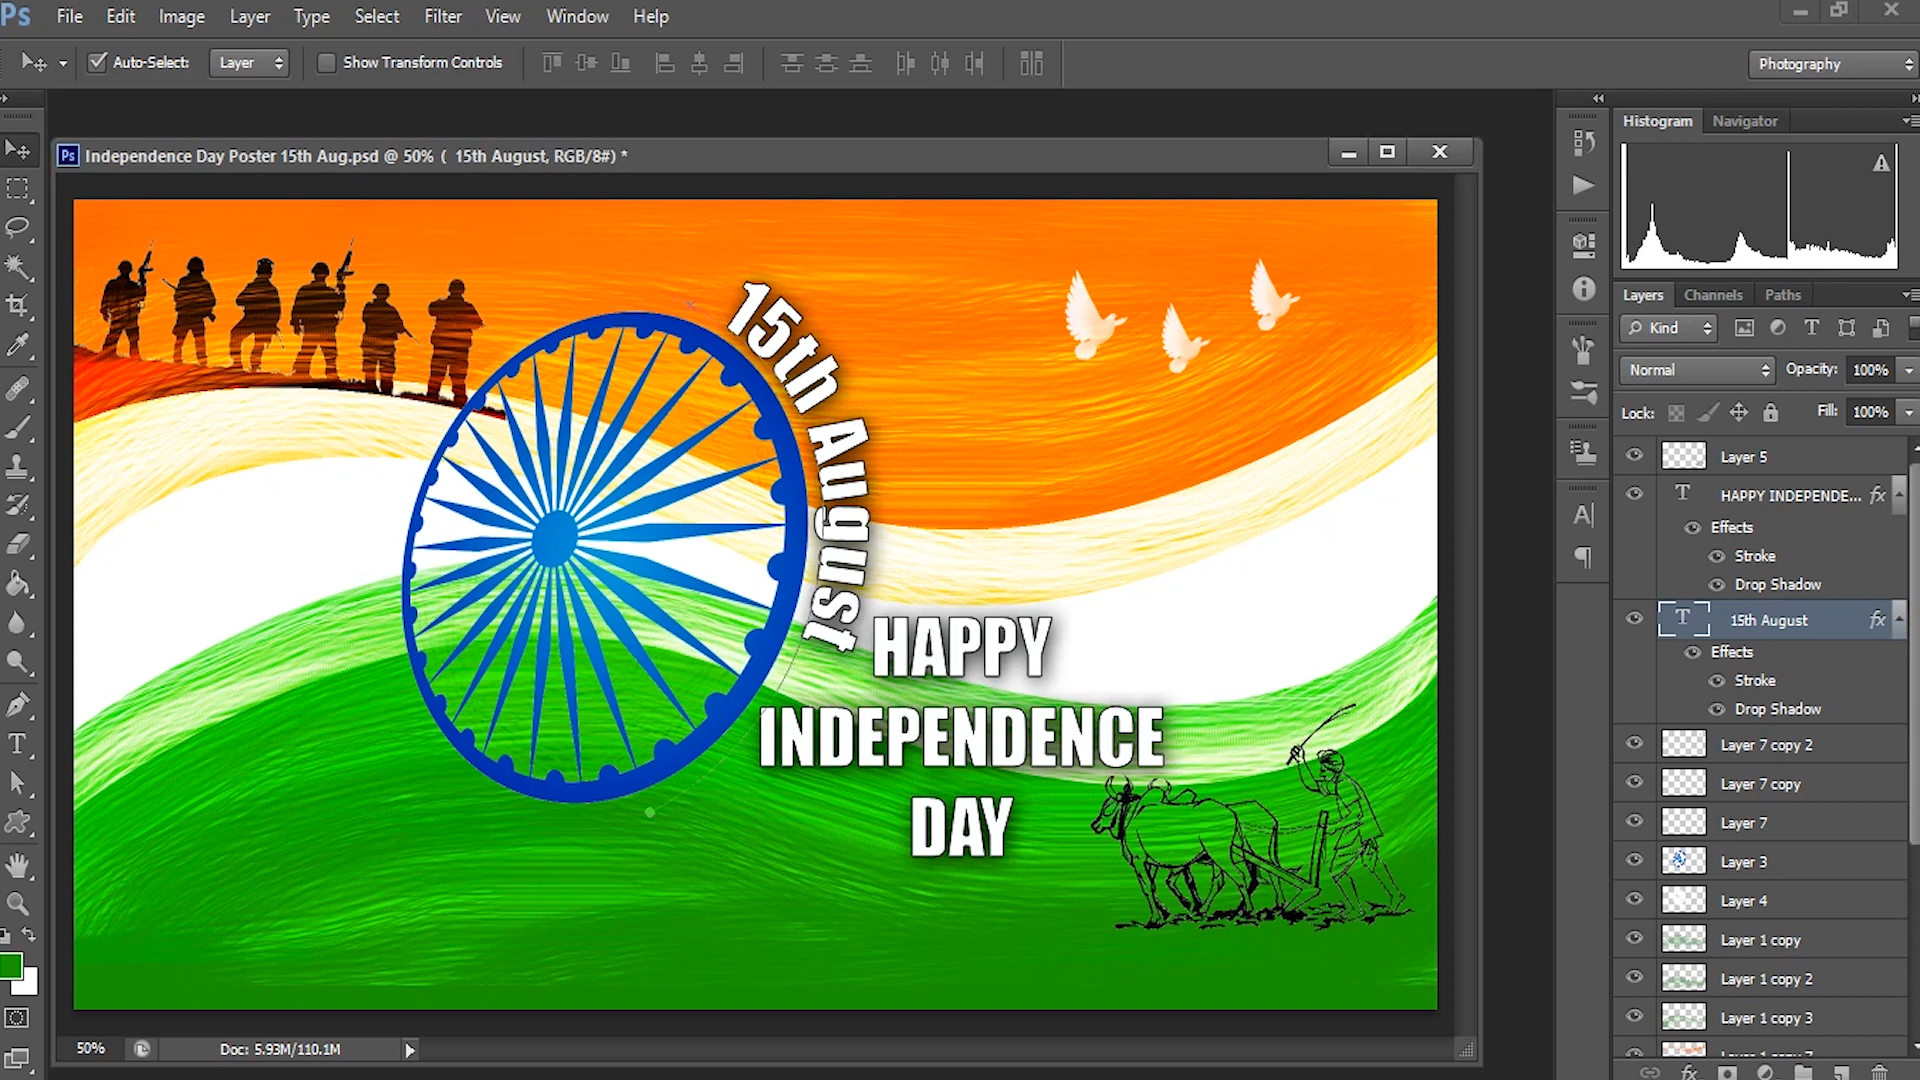 Ps File Edit Image Layer Type Select Filter View Window Help
Auto-Select: Layer Show Transform Controls Photography
Ps Independence Day Poster 15th Aug.psd @ 50% ( 15th August, RGB/8#) *
15th August
HAPPY
INDEPENDENCE
DAY
50% Doc: 5.93M/110.1M
Histogram Navigator
Layers Channels Paths
Kind
Normal Opacity: 100%
Lock: Fill: 100%
Layer 5
HAPPY INDEPENDE... fx
Effects
Stroke
Drop Shadow
15th August fx
Effects
Stroke
Drop Shadow
Layer 7 copy 2
Layer 7 copy
Layer 7
Layer 3
Layer 4
Layer 1 copy
Layer 1 copy 2
Layer 1 copy 3